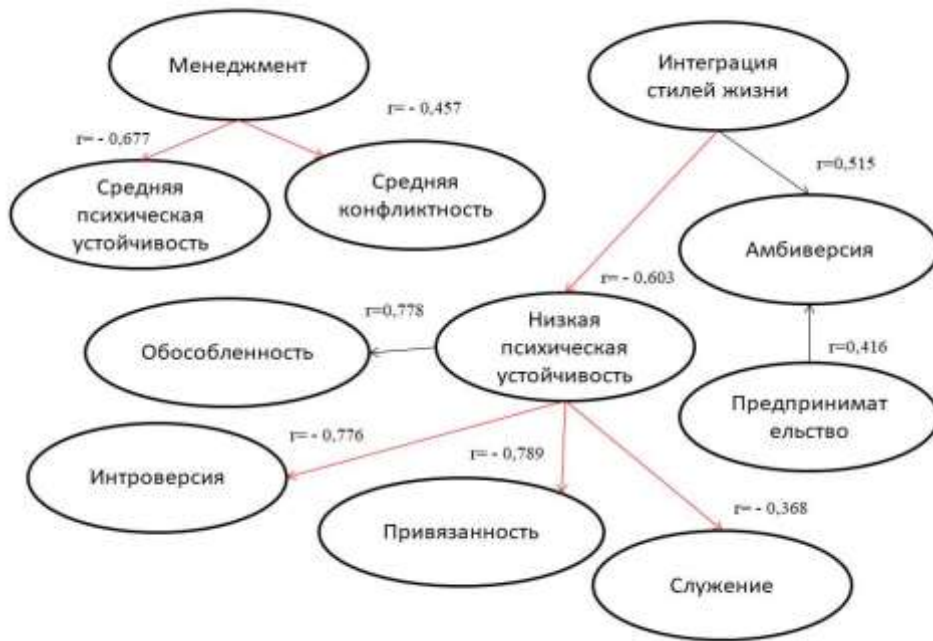 Менеджмент
Интеграция
стилей жизни
r= - 0,457
r= - 0,677
r=0,515
Средняя
психическая
устойчивость
Средняя
конфликтность
Амбиверсия
r= - 0,603
r=0,778
Низкая
психическая
устойчивость
Обособленность
r=0,416
Предпринимат
ельство
r= - 0,776
r= - 0,789
Интроверсия
Привязанность
r= - 0,368
Служение